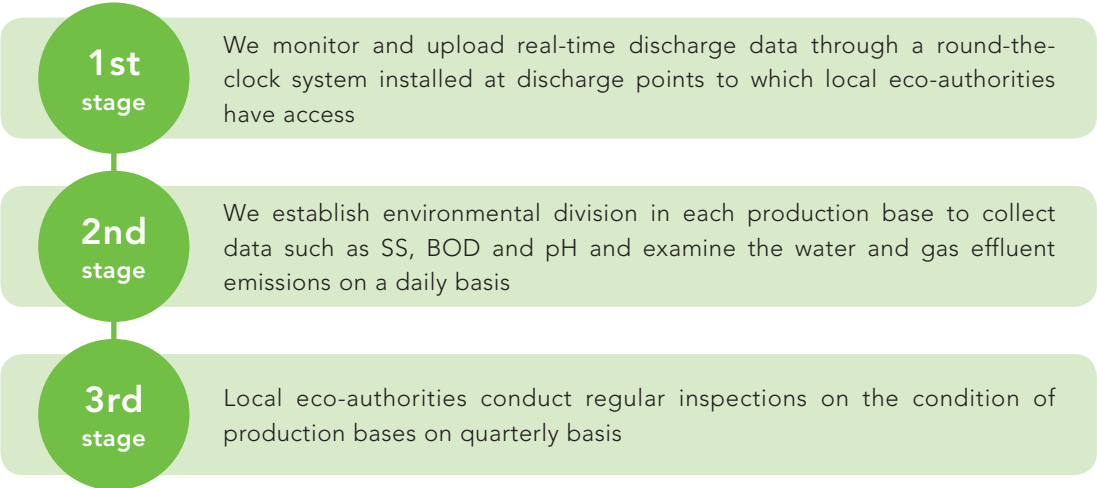 1st
stage
We monitor and upload real-time discharge data through a round-the-
clock system installed at discharge points to which local eco-authorities
have access
2nd
stage
We establish environmental division in each production base to collect
data such as SS, BOD and pH and examine the water and gas effluent
emissions on a daily basis
3rd
stage
Local eco-authorities conduct regular inspections on the condition of
production bases on quarterly basis